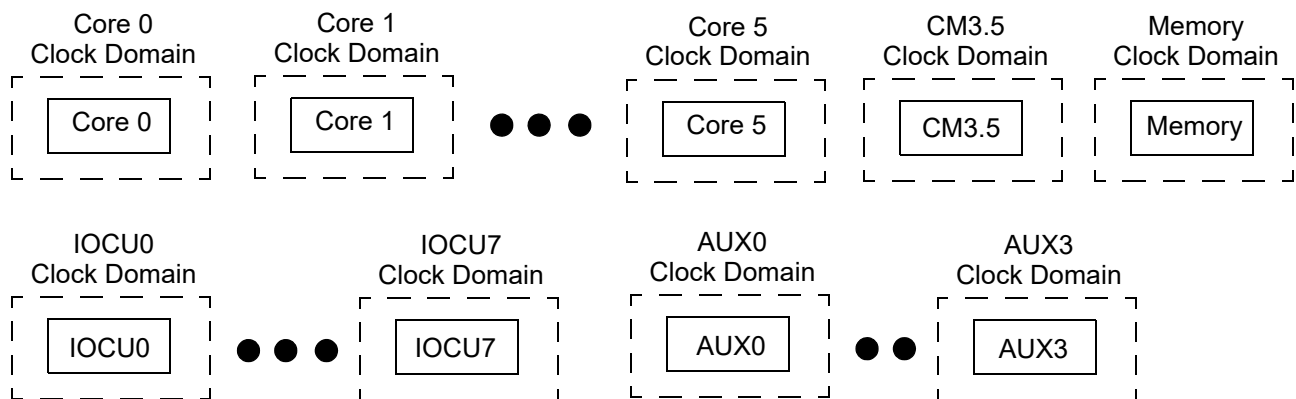 Core 0
Clock Domain
Core 0
Core 1
Clock Domain
Core 1
Core 5
Clock Domain
Core 5
CM3.5
Clock Domain
CM3.5
Memory
Clock Domain
Memory
IOCU0
Clock Domain
IOCU0
IOCU7
Clock Domain
IOCU7
AUX0
Clock Domain
AUX0
AUX3
Clock Domain
AUX3